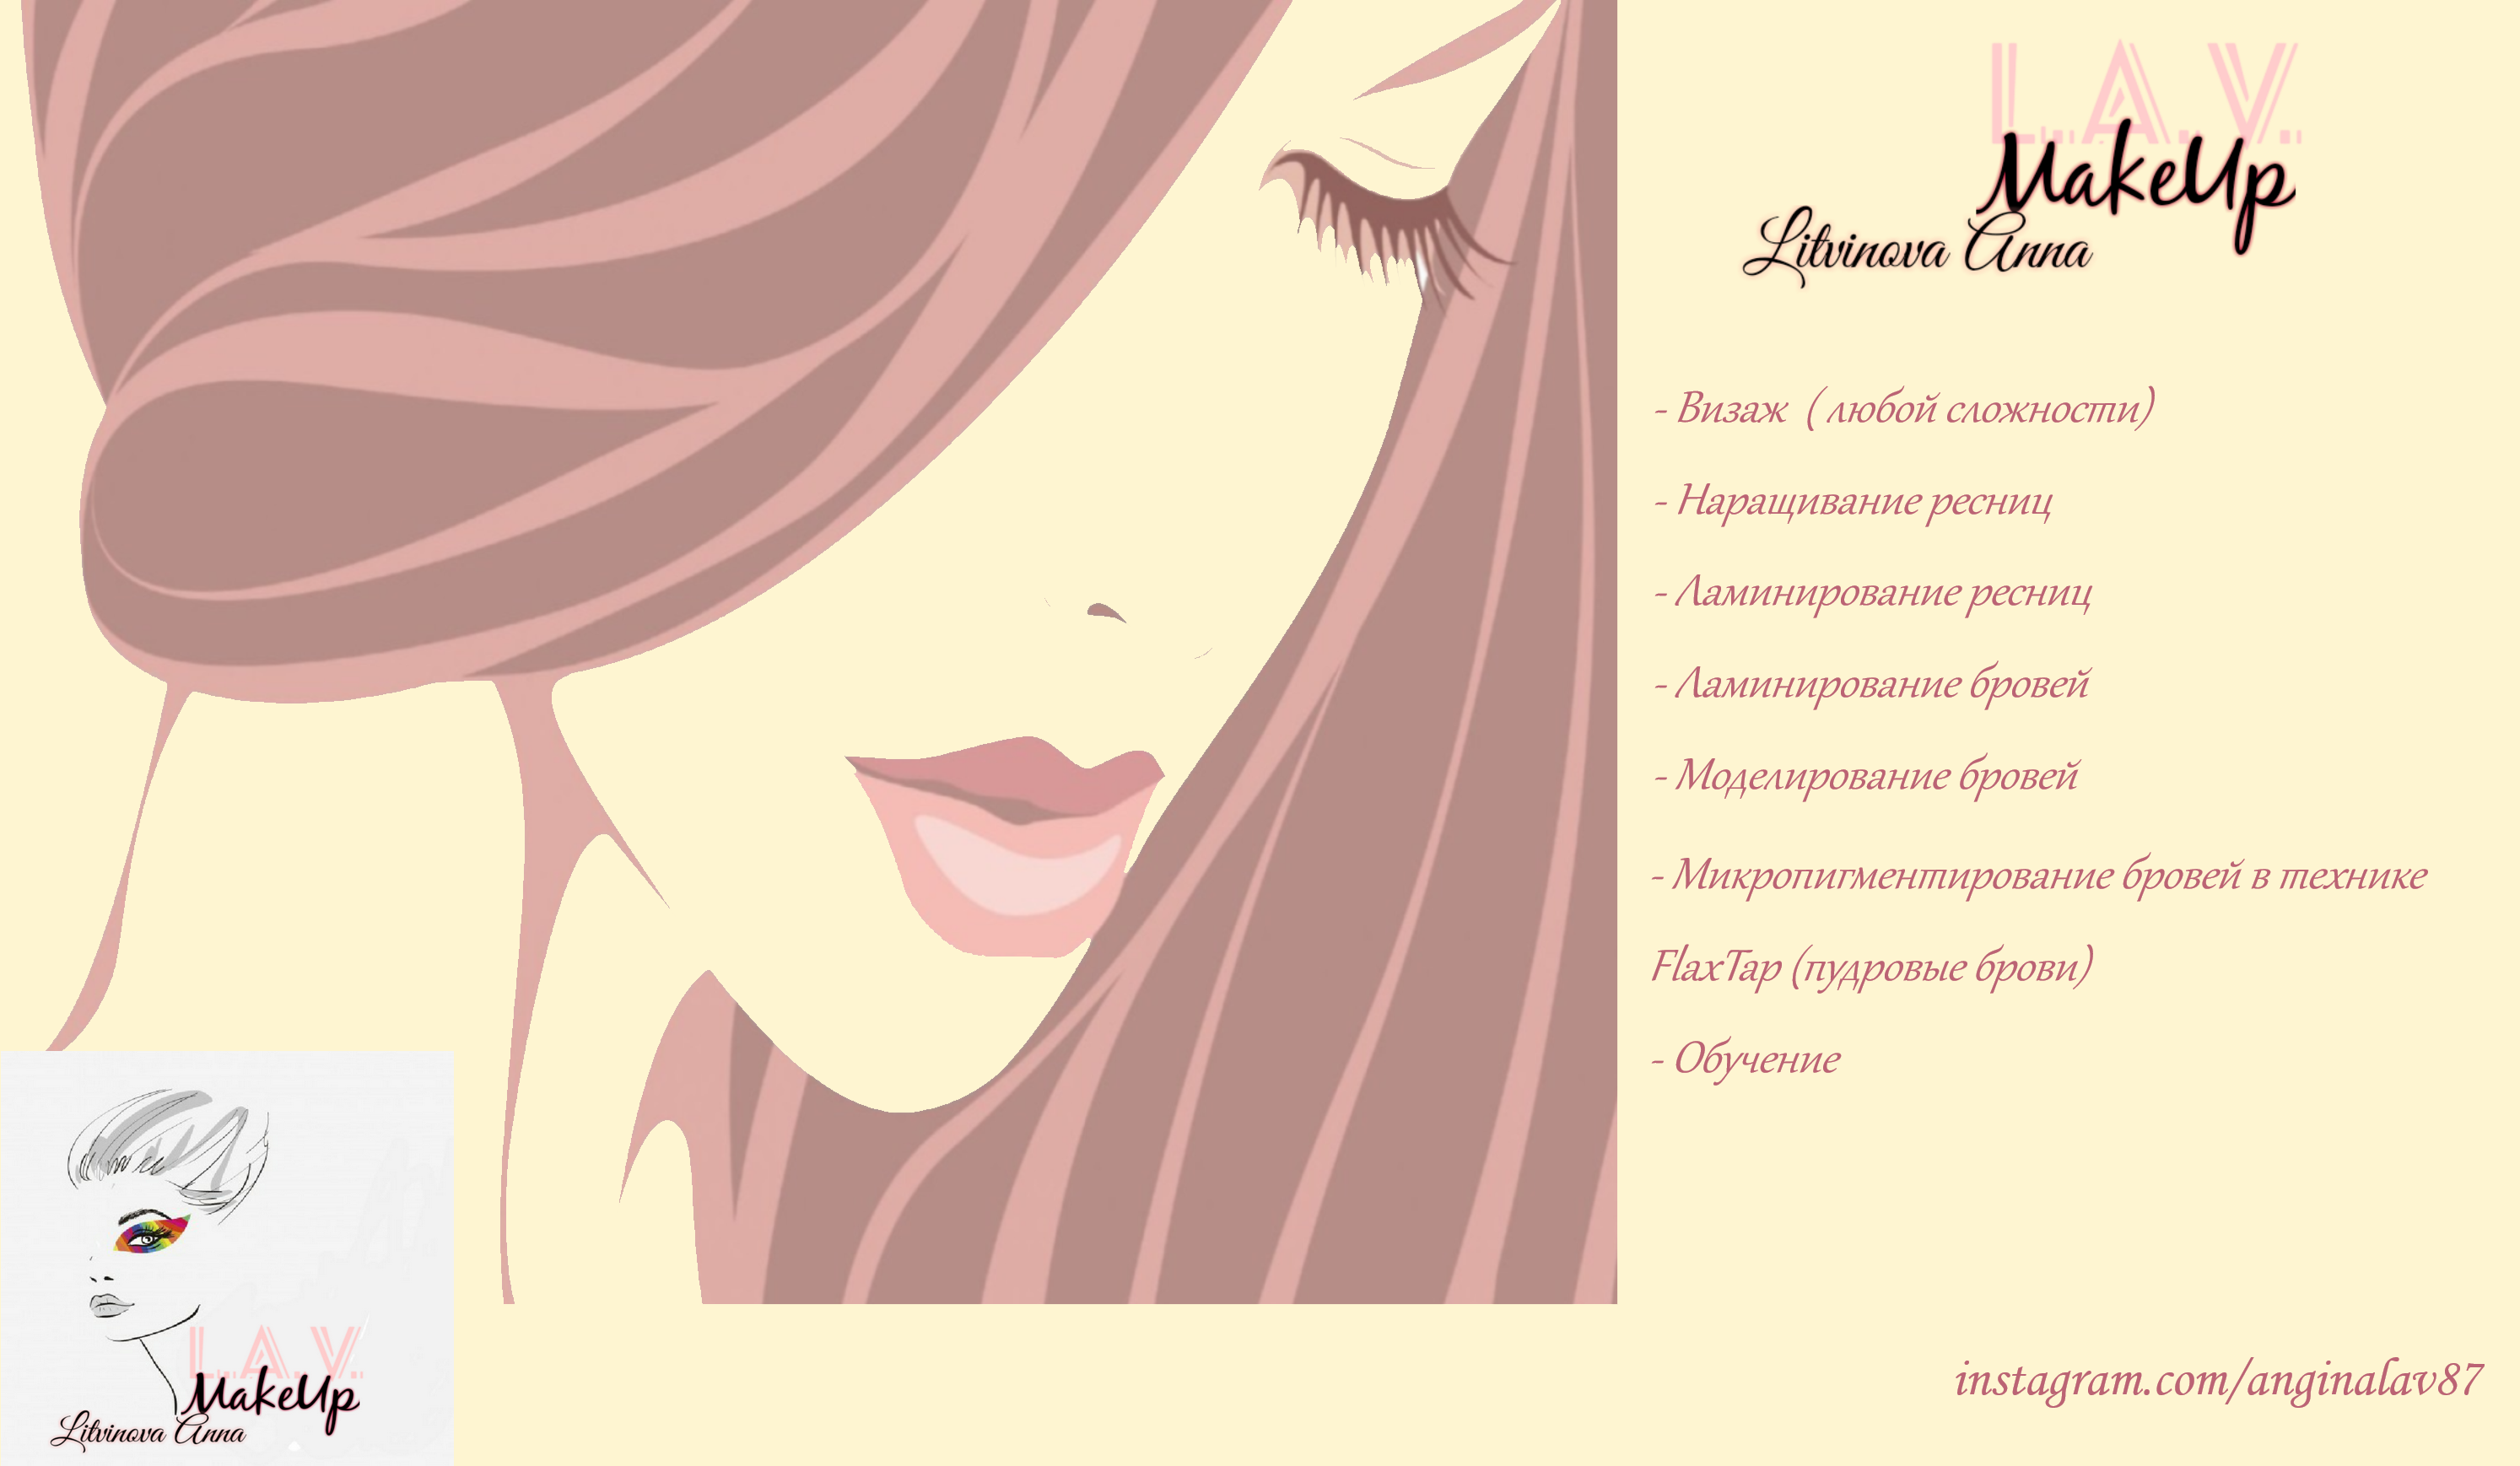 L.A.V.
MakeUp
Litvinova Anna
- Визаж ( любой сложности)
- Наращивание ресниц
- Ламинирование ресниц
- Ламинирование бровей
- Моделирование бровей
- Микропигментирование бровей в технике
FlaxTap (пудровые брови)
- Обучение
L.A.V.
MakeUp
Litvinova Anna
instagram.com/anginalav87